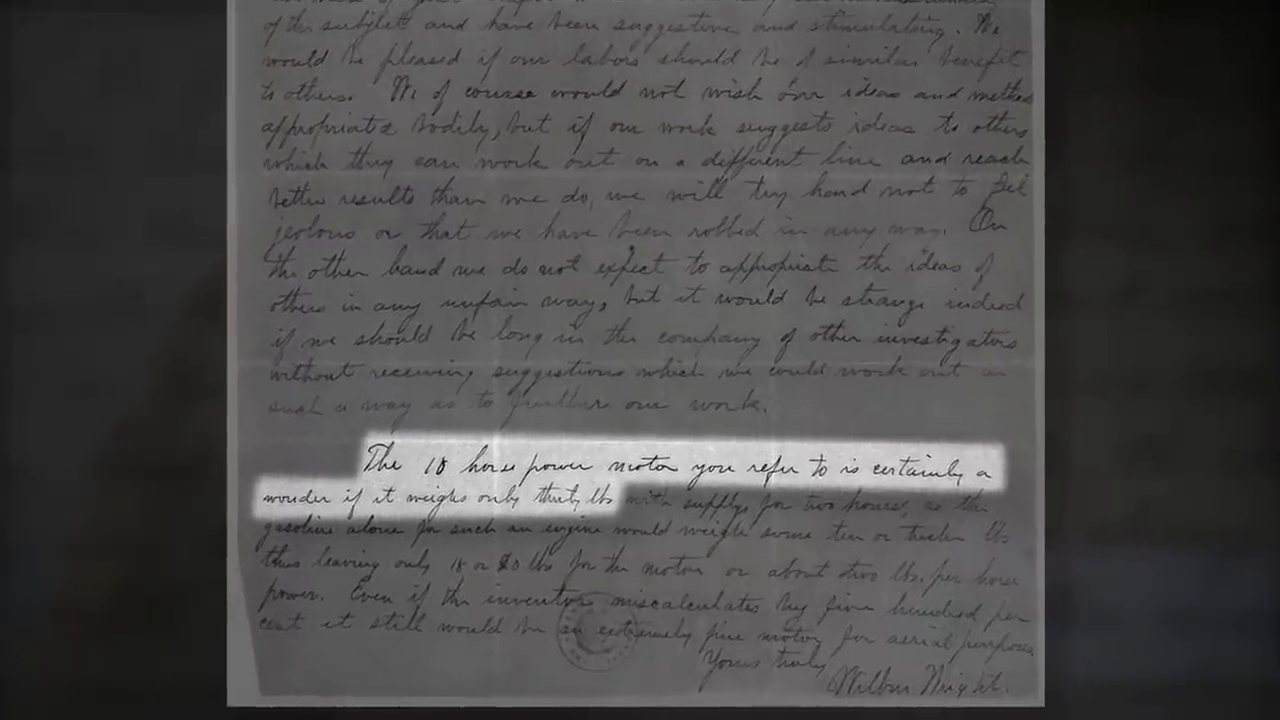 of the subject and have been suggestive and stimulating. We
would be pleased if our labors should be of similar benefit
to others. We of course would not wish our ideas and methods
appropriated bodily, but if our work suggests ideas to others
which they can work out on a different line and reach
better results than we do, we will try hard not to feel
jealous or that we have been robbed in any way. On
the other hand we do not expect to appropriate the ideas of
others in any unfair way, but it would be strange indeed
if we should be long in the company of other investigators
without receiving suggestions which we could work out in
such a way as to further our work.
The 18 horse power motor you refer to is certainly a
wonder if it weighs only thirty lbs with supplys for two hours, as the
gasoline alone for such an engine would weigh some ten or twelve lbs
thus leaving only 18 or 20 lbs for the motor or about two lbs. per horse
power. Even if the inventor miscalculates by five hundred per
cent it still would be an extremely fine motor for aerial purposes
Yours truly
Wilbur Wright.